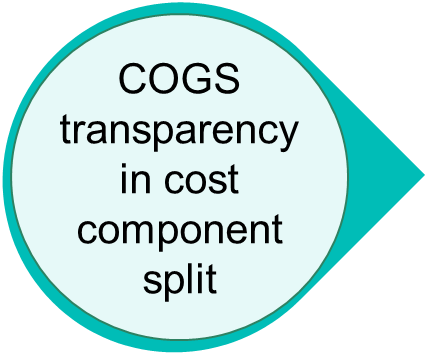 COGS
transparency
in cost
component
split